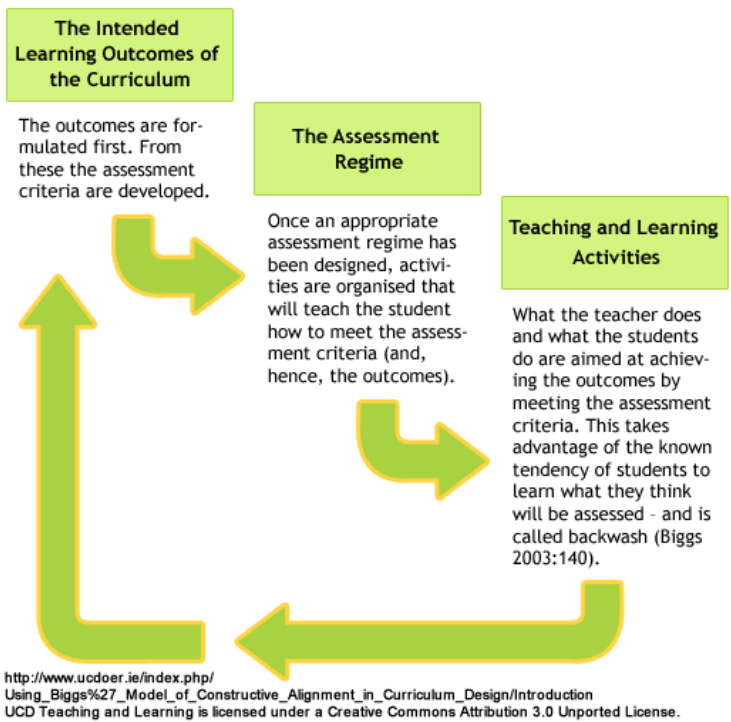 The Intended
Learning Outcomes of
the Curriculum
The outcomes are for-
mulated first. From
these the assessment
criteria are developed.
The Assessment
Regime
Once an appropriate
assessment regime has
been designed, activi-
ties are organised that
will teach the student
how to meet the assess-
ment criteria (and,
hence, the outcomes).
Teaching and Learning
Activities
What the teacher does
and what the students
do are aimed at achiev-
ing the outcomes by
meeting the assessment
criteria. This takes
advantage of the known
tendency of students to
learn what they think
will be assessed – and is
called backwash (Biggs
2003:140).
http://www.ucdoer.ie/index.php/
Using_Biggs%27_Model_of_Constructive_Alignment_in_Curriculum_Design/Introduction
UCD Teaching and Learning is licensed under a Creative Commons Attribution 3.0 Unported License.